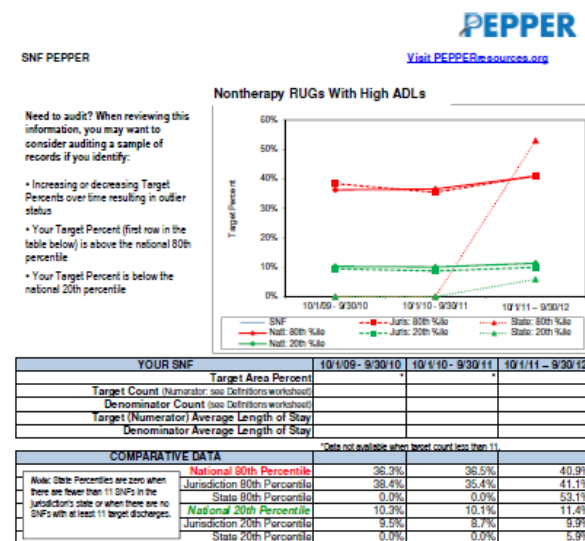 PEPPER
SNF PEPPER
Visit PEPPERresources.org
Nontherapy RUGs With High ADLs
Need to audit? When reviewing this
information, you may want to
consider auditing a sample of
records if you identify:
• Increasing or decreasing Target
Percents over time resulting in outlier
status
• Your Target Percent (first row in the
table below) is above the national 80th
percentile
• Your Target Percent is below the
national 20th percentile
Target Percent
60%
50%
40%
30%
20%
10%
0%
10/1/09 - 9/30/10 10/1/10 - 9/30/11 10/1/11 – 9/30/12
SNF Juris: 80th %ile State: 80th %ile
Natl: 80th %ile Juris: 20th %ile State: 20th %ile
Natl: 20th %ile
YOUR SNF 10/1/09 - 9/30/10 10/1/10 - 9/30/11 10/1/11 – 9/30/12
Target Area Percent * *
Target Count (Numerator: see Definitions worksheet)
Denominator Count (see Definitions worksheet)
Target (Numerator) Average Length of Stay
Denominator Average Length of Stay
*Data not available when target count less than 11.
COMPARATIVE DATA
Note: State Percentiles are zero when
there are fewer than 11 SNFs in the
jurisdiction's state or when there are no
SNFs with at least 11 target discharges.
National 80th Percentile 36.3% 36.5% 40.9%
Jurisdiction 80th Percentile 38.4% 35.4% 41.1%
State 80th Percentile 0.0% 0.0% 53.1%
National 20th Percentile 10.3% 10.1% 11.4%
Jurisdiction 20th Percentile 9.5% 8.7% 9.9%
State 20th Percentile 0.0% 0.0% 5.9%